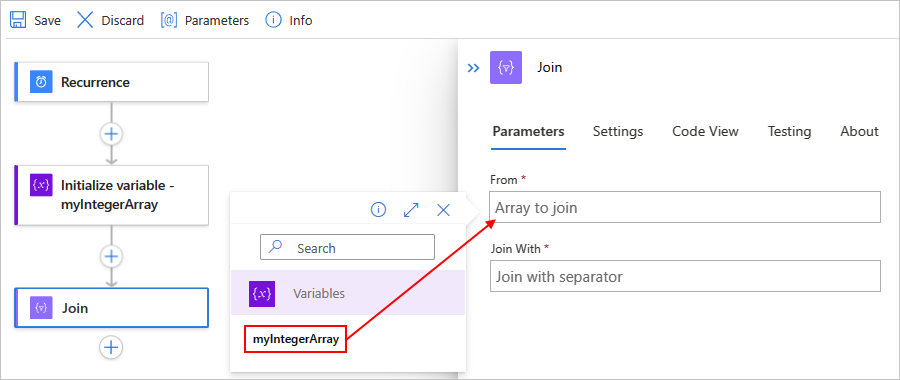 Save Discard Parameters Info
Recurrence
Initialize variable -
myIntegerArray
Join
Search
Variables
myIntegerArray
Join
Parameters Settings Code View Testing About
From *
Array to join
Join With *
Join with separator